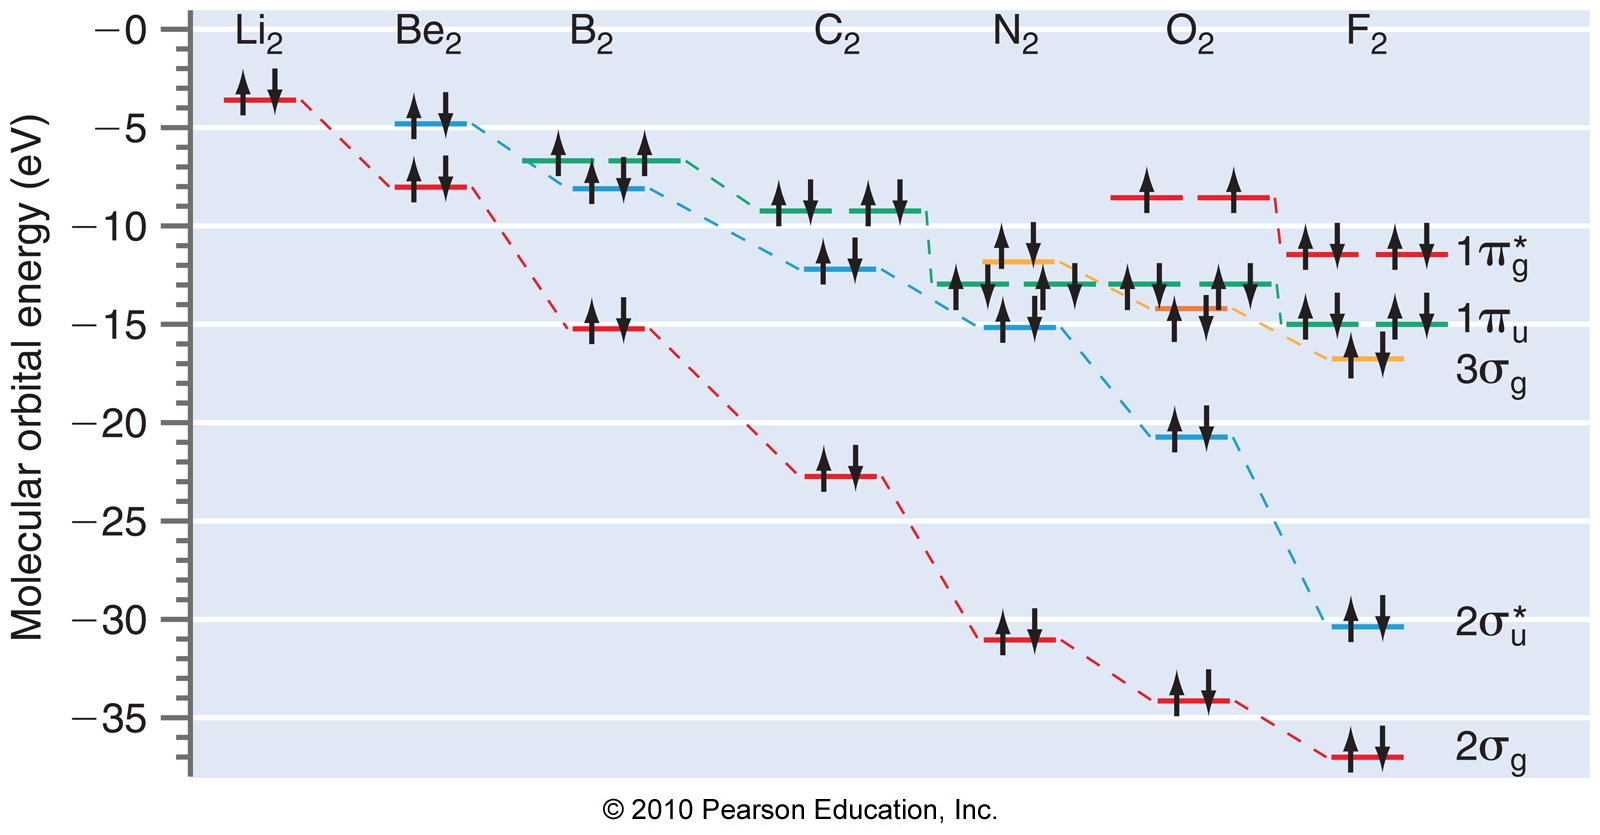 Li₂ Be₂ B₂ C₂ N₂ O₂ F₂
Molecular orbital energy (eV)
−0
−5
−10
−15
−20
−25
−30
−35
1π*g
1πu
3σg
2σ*u
2σg
© 2010 Pearson Education, Inc.